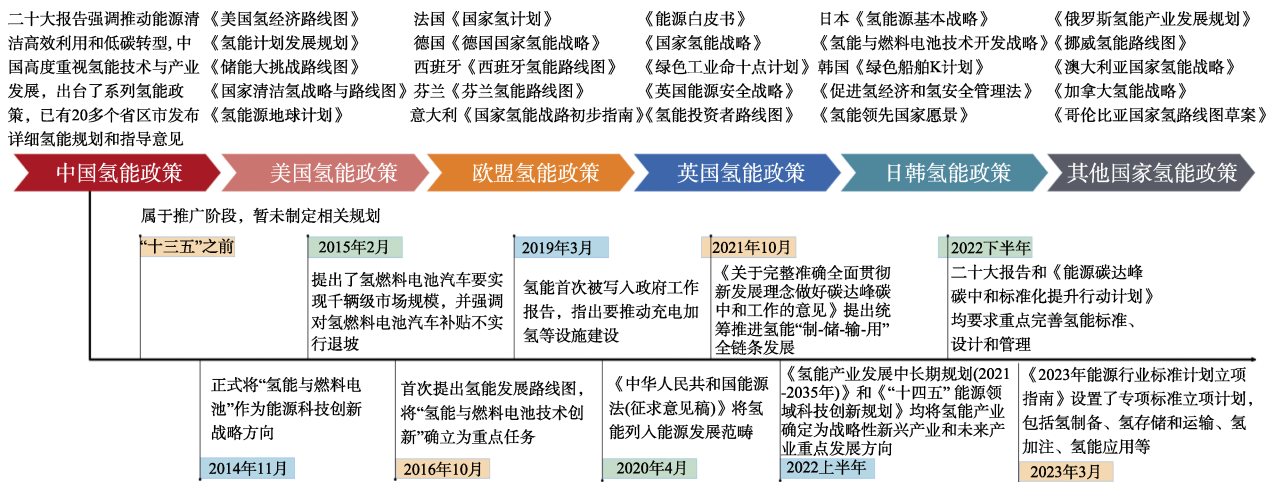 二十大报告强调推动能源清
洁高效利用和低碳转型, 中
国高度重视氢能技术与产业
发展，出台了系列氢能政
策，已有20多个省区市发布
详细氢能规划和指导意见
《美国氢经济路线图》
《氢能计划发展规划》
《储能大挑战路线图》
《国家清洁氢战略与路线图》
《氢能源地球计划》
法国《国家氢计划》
德国《德国国家氢能战略》
西班牙《西班牙氢能路线图》
芬兰《芬兰氢能路线图》
意大利《国家氢能战路初步指南》
《能源白皮书》
《国家氢能战略》
《绿色工业命十点计划》
《英国能源安全战略》
《氢能投资者路线图》
日本《氢能源基本战略》
《氢能与燃料电池技术开发战略》
韩国《绿色船舶K计划》
《促进氢经济和氢安全管理法》
《氢能领先国家愿景》
《俄罗斯氢能产业发展规划》
《挪威氢能路线图》
《澳大利亚国家氢能战略》
《加拿大氢能战略》
《哥伦比亚国家氢路线图草案》
中国氢能政策
美国氢能政策
欧盟氢能政策
英国氢能政策
日韩氢能政策
其他国家氢能政策
属于推广阶段，暂未制定相关规划
“十三五”之前
2015年2月
提出了氢燃料电池汽车要实
现千辆级市场规模，并强调
对氢燃料电池汽车补贴不实
行退坡
2019年3月
氢能首次被写入政府工作
报告，指出要推动充电加
氢等设施建设
2021年10月
《关于完整准确全面贯彻
新发展理念做好碳达峰碳
中和工作的意见》提出统
筹推进氢能“制-储-输-用”
全链条发展
2022下半年
二十大报告和《能源碳达峰
碳中和标准化提升行动计划》
均要求重点完善氢能标准、
设计和管理
正式将“氢能与燃料电
池”作为能源科技创新
战略方向
2014年11月
首次提出氢能发展路线图，
将“氢能与燃料电池技术创
新”确立为重点任务
2016年10月
《中华人民共和国能源
法(征求意见稿)》将氢
能列入能源发展范畴
2020年4月
《氢能产业发展中长期规划(2021
-2035年)》和《“十四五” 能源领
域科技创新规划》均将氢能产业
确定为战略性新兴产业和未来产
业重点发展方向
2022上半年
《2023年能源行业标准计划立项
指南》设置了专项标准立项计划，
包括氢制备、氢存储和运输、氢
加注、氢能应用等
2023年3月